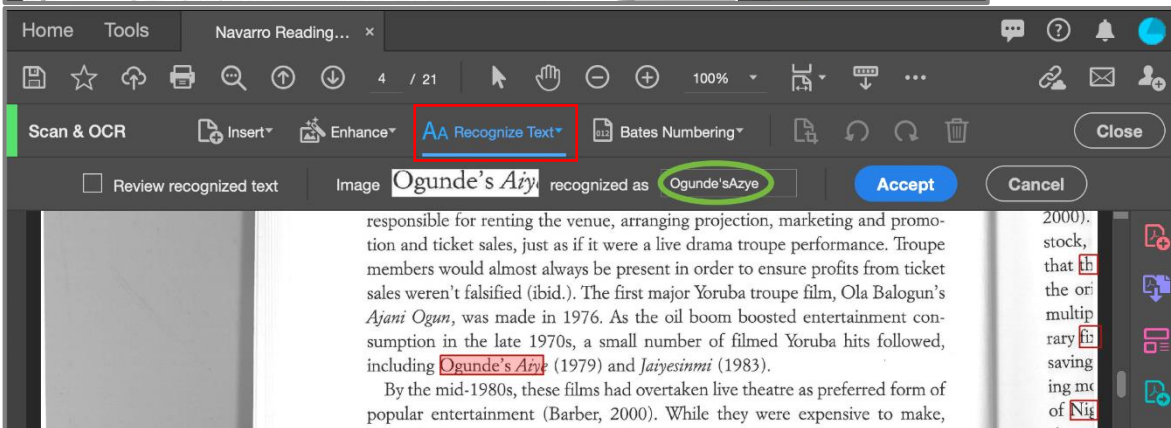 Home Tools Navarro Reading... ×
4 / 21 100%
Scan & OCR Insert Enhance AA Recognize Text Bates Numbering Close
Review recognized text Image Ogunde's Aiy recognized as Ogunde'sAzye Accept Cancel
responsible for renting the venue, arranging projection, marketing and promo-
tion and ticket sales, just as if it were a live drama troupe performance. Troupe
members would almost always be present in order to ensure profits from ticket
sales weren't falsified (ibid.). The first major Yoruba troupe film, Ola Balogun's
Ajani Ogun, was made in 1976. As the oil boom boosted entertainment con-
sumption in the late 1970s, a small number of filmed Yoruba hits followed,
including Ogunde's Aiye (1979) and Jaiyesinmi (1983).
By the mid-1980s, these films had overtaken live theatre as preferred form of
popular entertainment (Barber, 2000). While they were expensive to make,
2000).
stock,
that th
the ori
multip
rary fi
saving
ing mo
of Nig